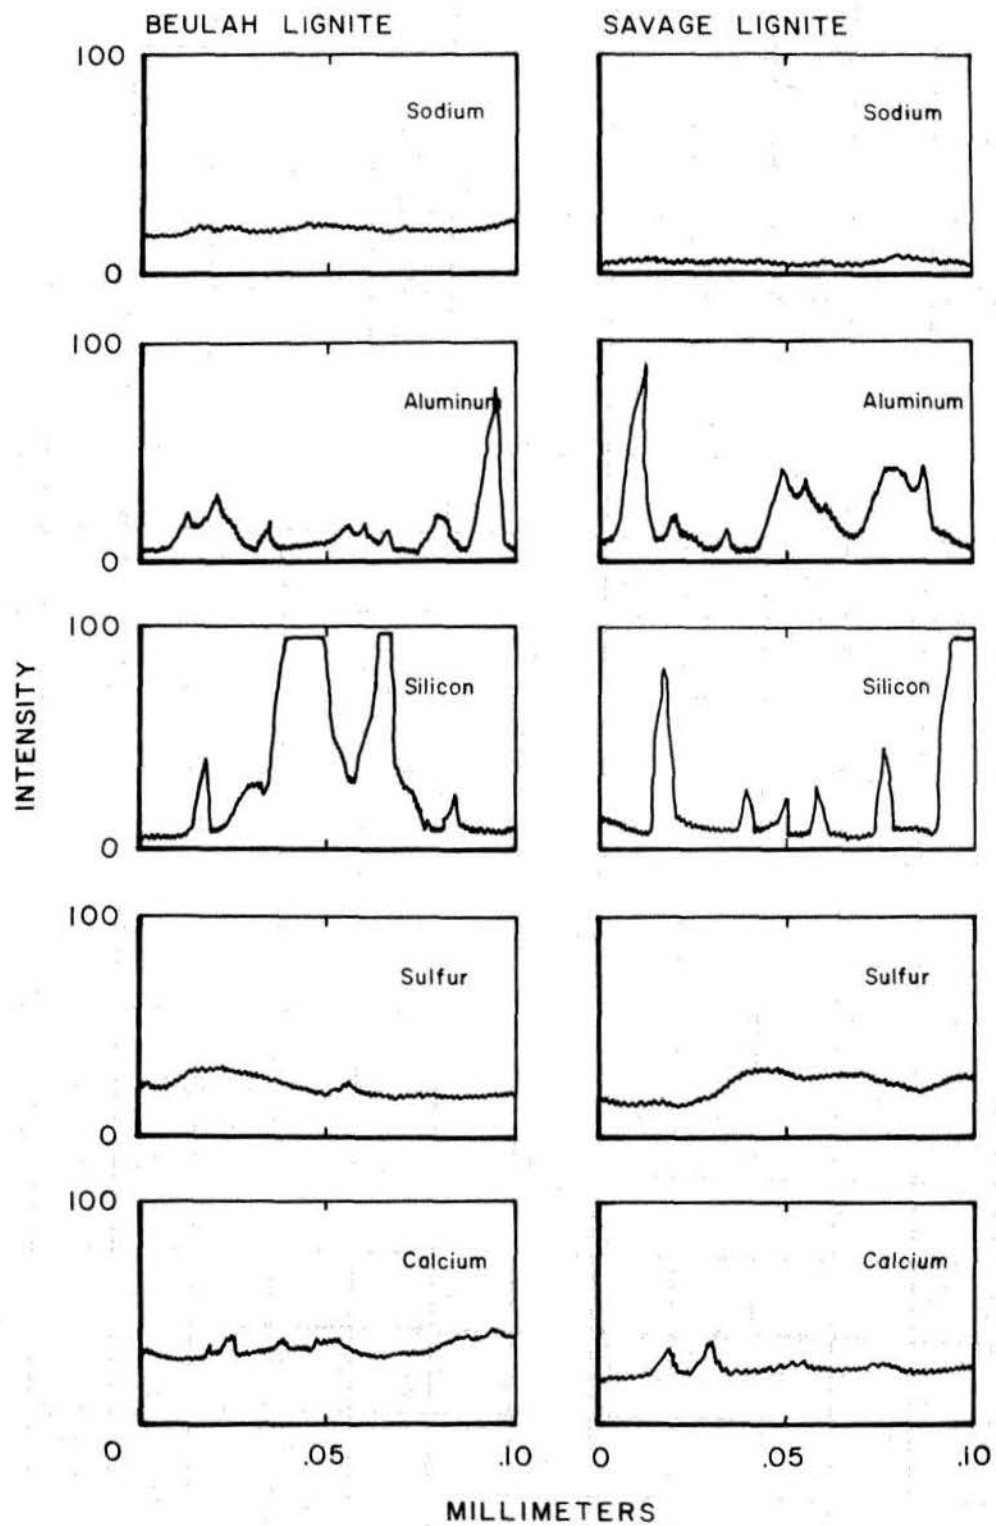 BEULAH LIGNITE
SAVAGE LIGNITE
100
Sodium
0
Sodium
100
Aluminum
0
Aluminum
100
Silicon
0
Silicon
100
Sulfur
0
Sulfur
100
Calcium
0
.05
.10
Calcium
0
.05
.10
INTENSITY
MILLIMETERS